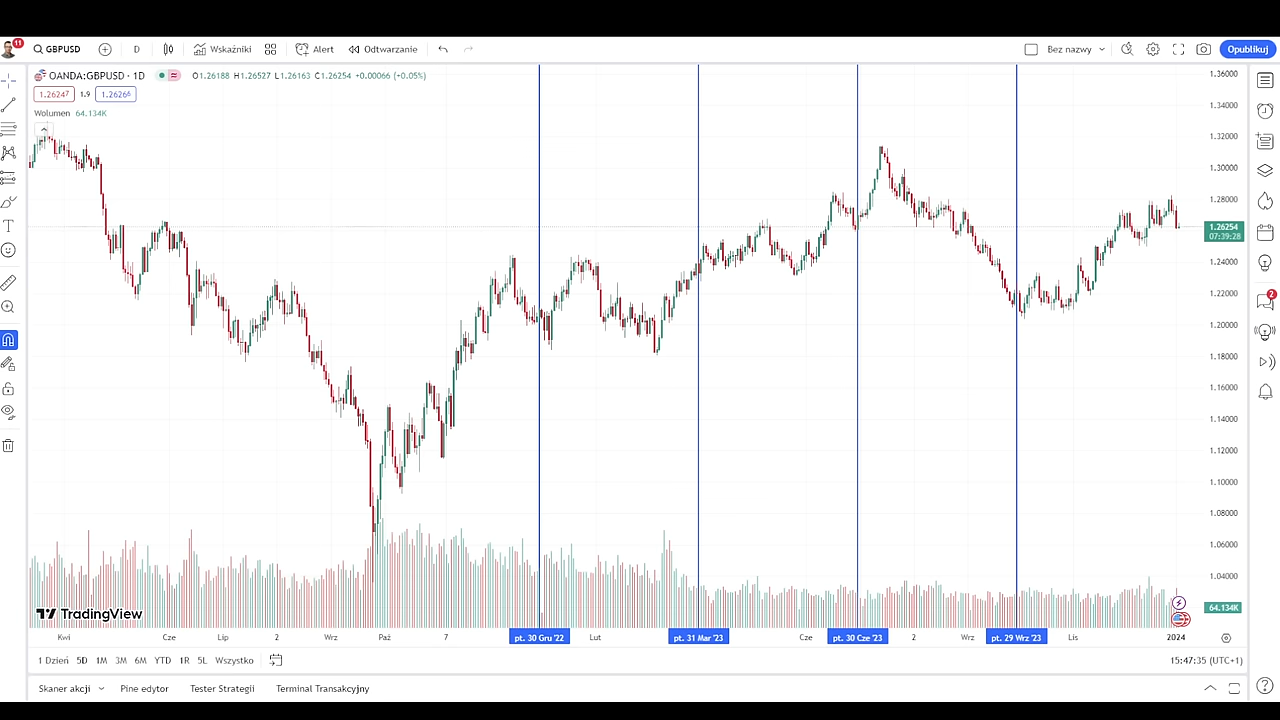 11
GBPUSD
D
Wskaźniki
Alert
Odtwarzanie
Bez nazwy
Opublikuj
OANDA:GBPUSD · 1D
O1.26188 H1.26527 L1.26163 C1.26254 +0.00066 (+0.05%)
1.26247 1.9 1.26266
Wolumen 64.134K
1.36000
1.34000
1.32000
1.30000
1.28000
1.26254
07:39:28
1.24000
1.22000
1.20000
1.18000
1.16000
1.14000
1.12000
1.10000
1.08000
1.06000
1.04000
64.134K
2
TradingView
Kwi Cze Lip 2 Wrz Paź 7 pt. 30 Gru '22 Lut pt. 31 Mar '23 Cze pt. 30 Cze '23 2 Wrz pt. 29 Wrz '23 Lis 2024
1 Dzień 5D 1M 3M 6M YTD 1R 5L Wszystko
15:47:35 (UTC+1)
Skaner akcji Pine edytor Tester Strategii Terminal Transakcyjny